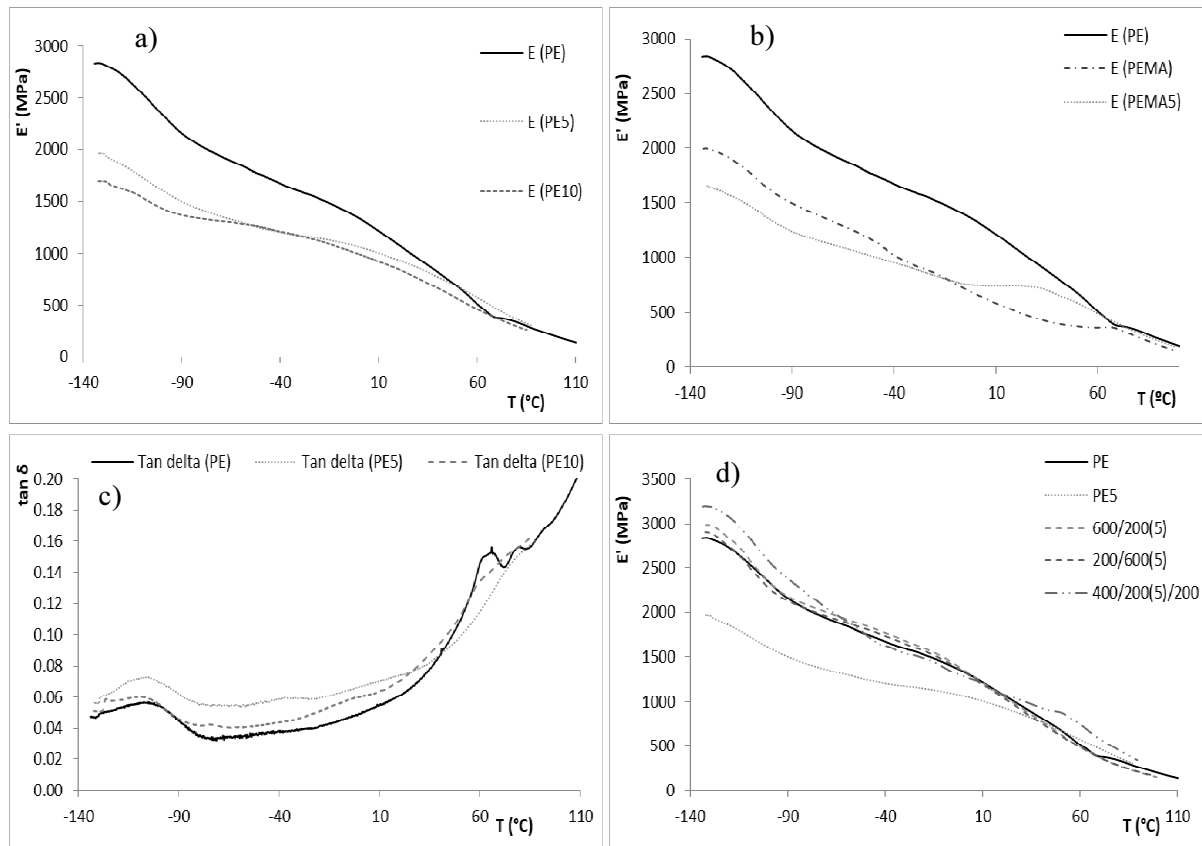 a)
E (PE)
E (PE5)
E (PE10)
E' (MPa)
3000
2500
2000
1500
1000
500
0
-140 -90 -40 10 60 110
T (°C)
b)
E (PE)
E (PEMA)
E (PEMA5)
E' (MPa)
3000
2500
2000
1500
1000
500
0
-140 -90 -40 10 60
T (ºC)
Tan delta (PE) Tan delta (PE5) Tan delta (PE10)
c)
tan δ
0.20
0.18
0.16
0.14
0.12
0.10
0.08
0.06
0.04
0.02
0.00
-140 -90 -40 10 60 110
T (°C)
d)
PE
PE5
600/200(5)
200/600(5)
400/200(5)/200
E' (MPa)
3500
3000
2500
2000
1500
1000
500
0
-140 -90 -40 10 60 110
T (°C)